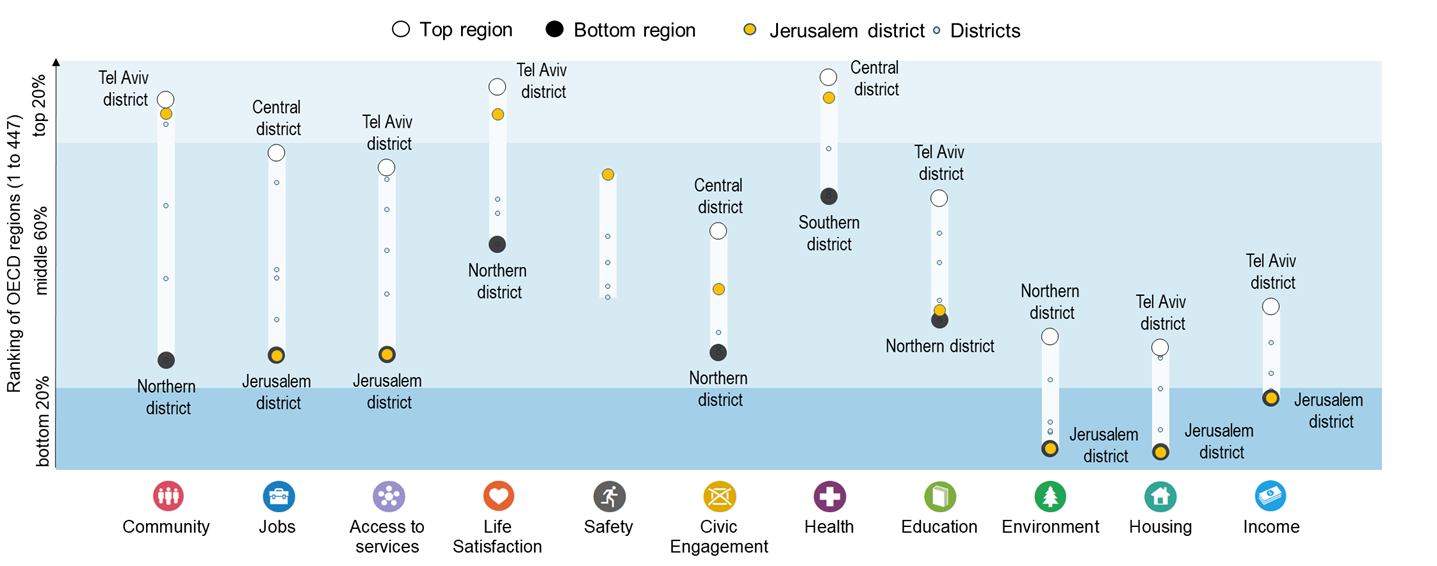 Top region
Bottom region
Jerusalem district
Districts
Ranking of OECD regions (1 to 447)
top 20%
middle 60%
bottom 20%
Tel Aviv
district
Northern
district
Central
district
Jerusalem
district
Tel Aviv
district
Jerusalem
district
Tel Aviv
district
Northern
district
Central
district
Northern
district
Central
district
Southern
district
Tel Aviv
district
Northern district
Northern
district
Jerusalem
district
Tel Aviv
district
Jerusalem
district
Tel Aviv
district
Jerusalem
district
Community
Jobs
Access to
services
Life
Satisfaction
Safety
Civic
Engagement
Health
Education
Environment
Housing
Income